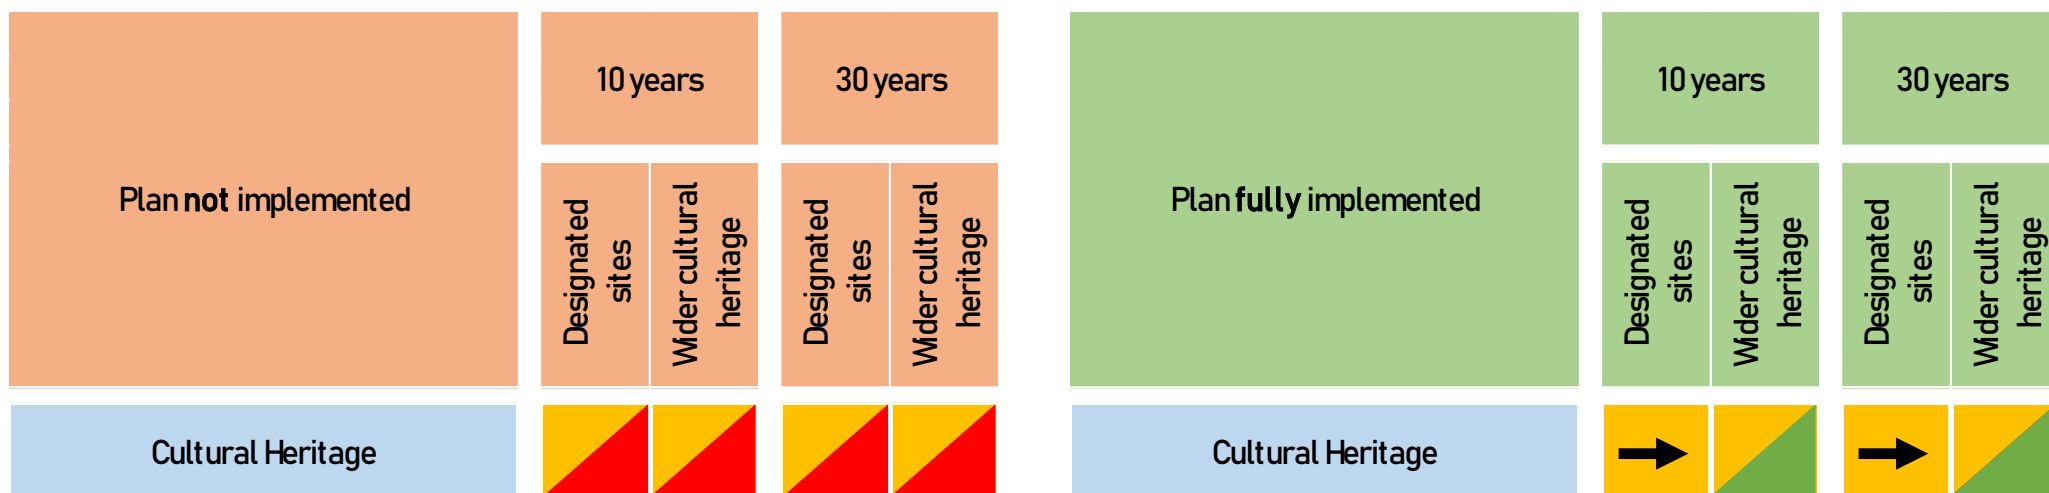 Plan not implemented
10 years
30 years
Designated
sites
Wider cultural
heritage
Designated
sites
Wider cultural
heritage
Cultural Heritage
Plan fully implemented
10 years
30 years
Designated
sites
Wider cultural
heritage
Designated
sites
Wider cultural
heritage
Cultural Heritage